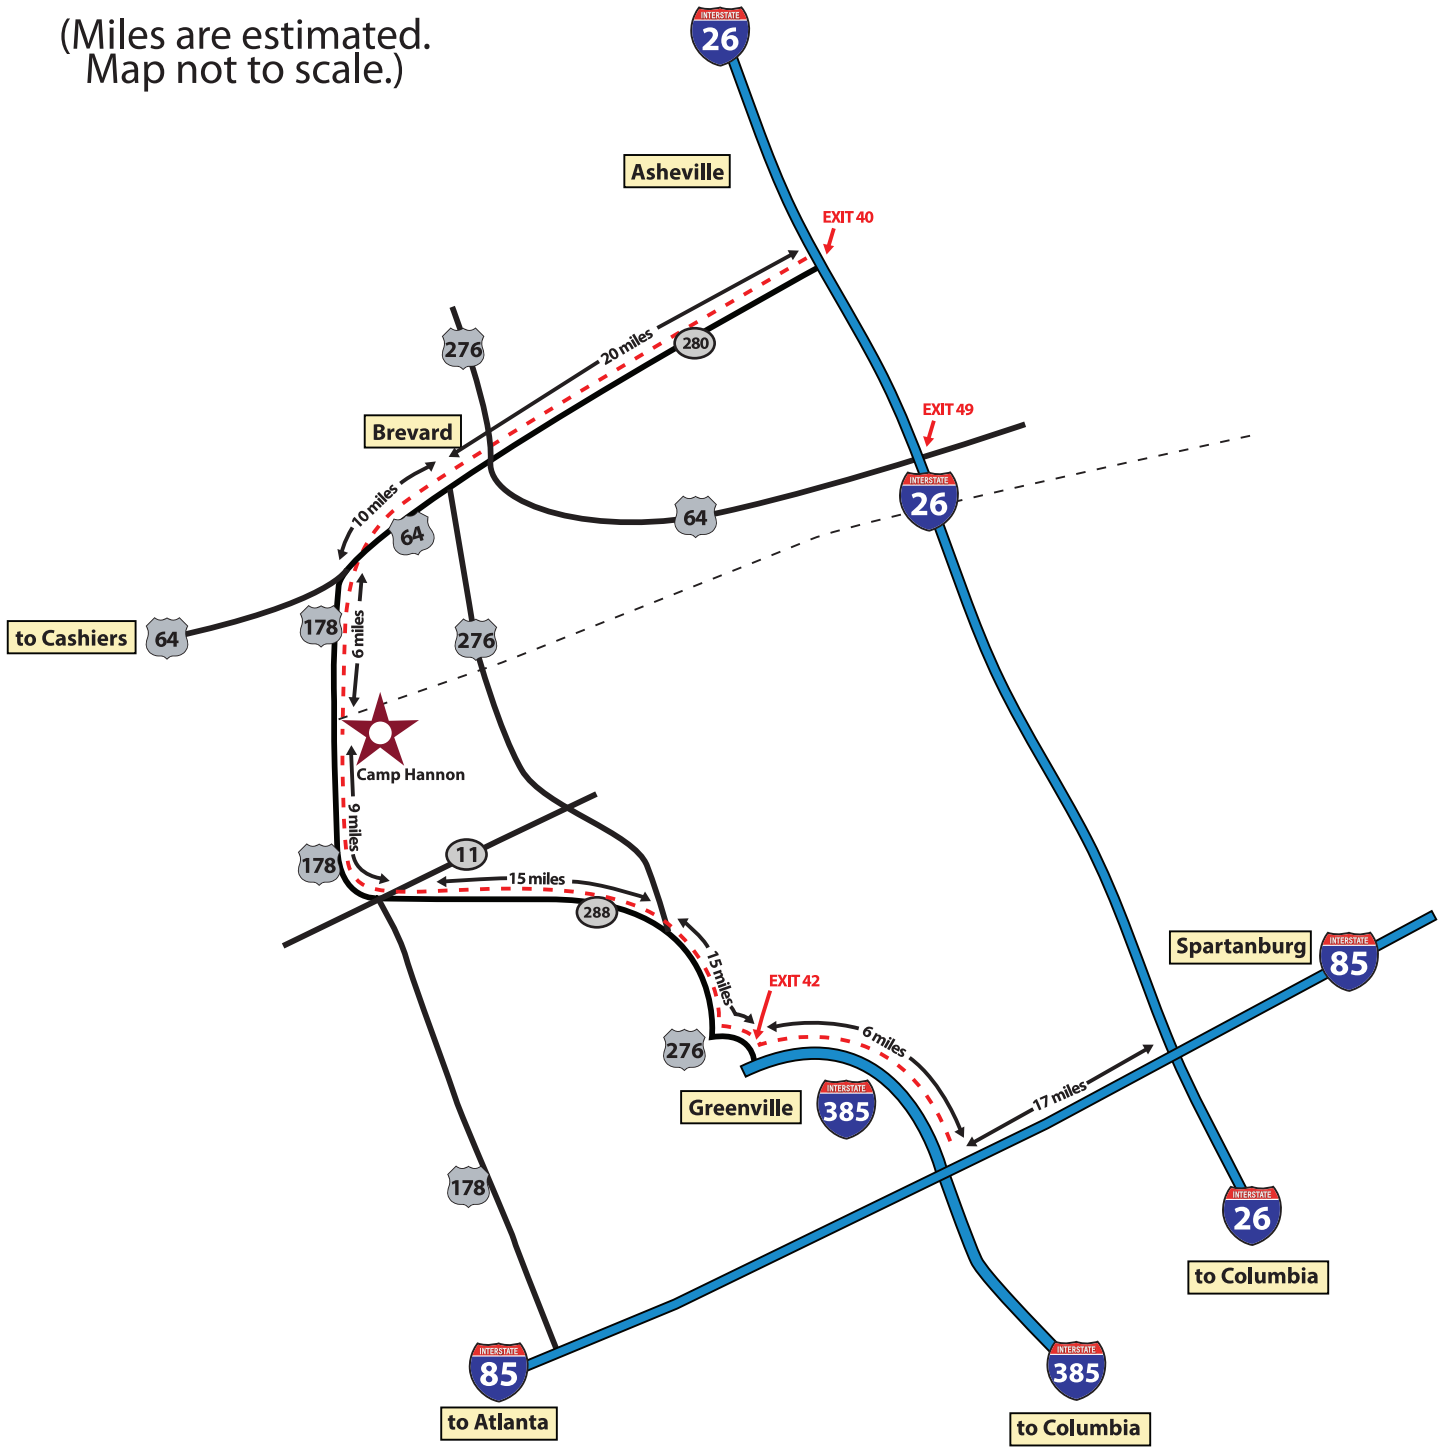 (Miles are estimated.
Map not to scale.)
INTERSTATE
26
Asheville
EXIT 40
276
20 miles
280
Brevard
EXIT 49
10 miles
64
64
INTERSTATE
26
to Cashiers
64
178
6 miles
276
Camp Hannon
9 miles
178
11
15 miles
288
15 miles
EXIT 42
Spartanburg
INTERSTATE
85
276
6 miles
Greenville
INTERSTATE
385
17 miles
178
INTERSTATE
26
to Columbia
INTERSTATE
85
to Atlanta
INTERSTATE
385
to Columbia